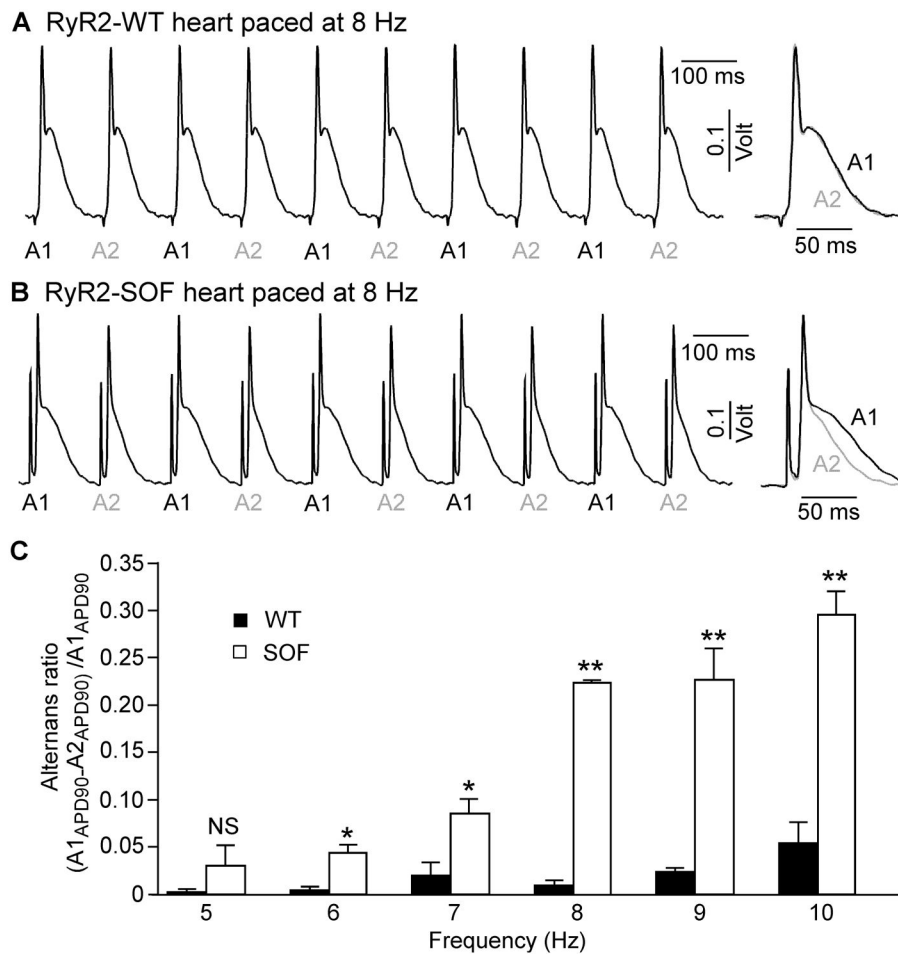 A RyR2-WT heart paced at 8 Hz
100 ms
0.1
Volt
A1
A2
50 ms
A1 A2 A1 A2 A1 A2 A1 A2 A1 A2
B RyR2-SOF heart paced at 8 Hz
100 ms
0.1
Volt
A1
A2
50 ms
A1 A2 A1 A2 A1 A2 A1 A2 A1 A2
C
Alternans ratio
(A1APD90-A2APD90) /A1APD90
0.35
0.30
0.25
0.20
0.15
0.10
0.05
0
WT
SOF
NS * * ** ** **
5 6 7 8 9 10
Frequency (Hz)